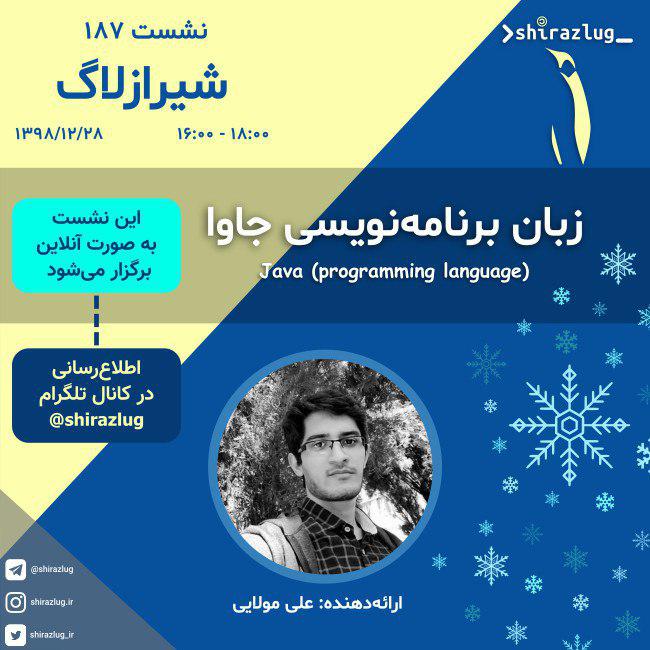 نشست ۱۸۷
شیرازلاگ
۱۳۹۸/۱۲/۲۸
۱۶:۰۰ - ۱۸:۰۰
shirazlug_
زبان برنامه‌نویسی جاوا
Java (programming language)
این نشست
به صورت آنلاین
برگزار می‌شود
اطلاع‌رسانی
در کانال تلگرام
@shirazlug
ارائه‌دهنده: علی مولایی
@shirazlug
shirazlug.ir
shirazlug_ir